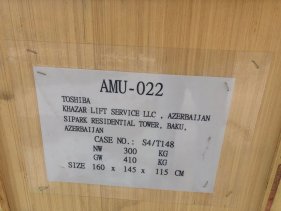 AMU-022
TOSHIBA
KHAZAR LIFT SERVICE LLC , AZERBAIJAN
SIPARK RESIDENTIAL TOWER, BAKU,
AZERBAIJAN
CASE NO.: S4/T148
NW 300 KG
GW 410 KG
SIZE 160 x 145 x 115 CM